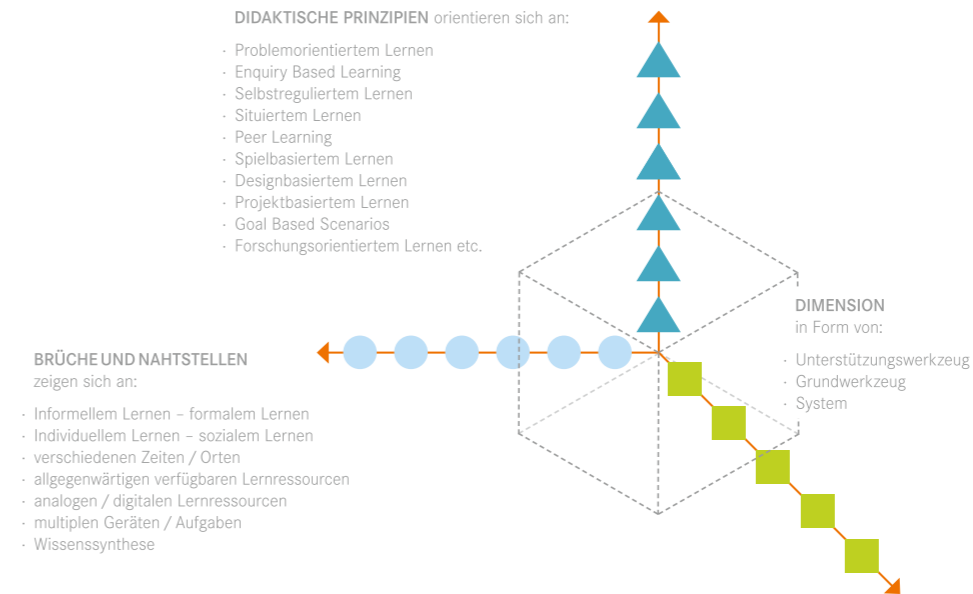 DIDAKTISCHE PRINZIPIEN orientieren sich an:
· Problemorientiertem Lernen
· Enquiry Based Learning
· Selbstreguliertem Lernen
· Situiertem Lernen
· Peer Learning
· Spielbasiertem Lernen
· Designbasiertem Lernen
· Projektbasiertem Lernen
· Goal Based Scenarios
· Forschungsorientiertem Lernen etc.
DIMENSION
in Form von:
· Unterstützungswerkzeug
· Grundwerkzeug
· System
BRÜCHE UND NAHTSTELLEN
zeigen sich an:
· Informellem Lernen – formalem Lernen
· Individuellem Lernen – sozialem Lernen
· verschiedenen Zeiten / Orten
· allgegenwärtigen verfügbaren Lernressourcen
· analogen / digitalen Lernressourcen
· multiplen Geräten / Aufgaben
· Wissenssynthese